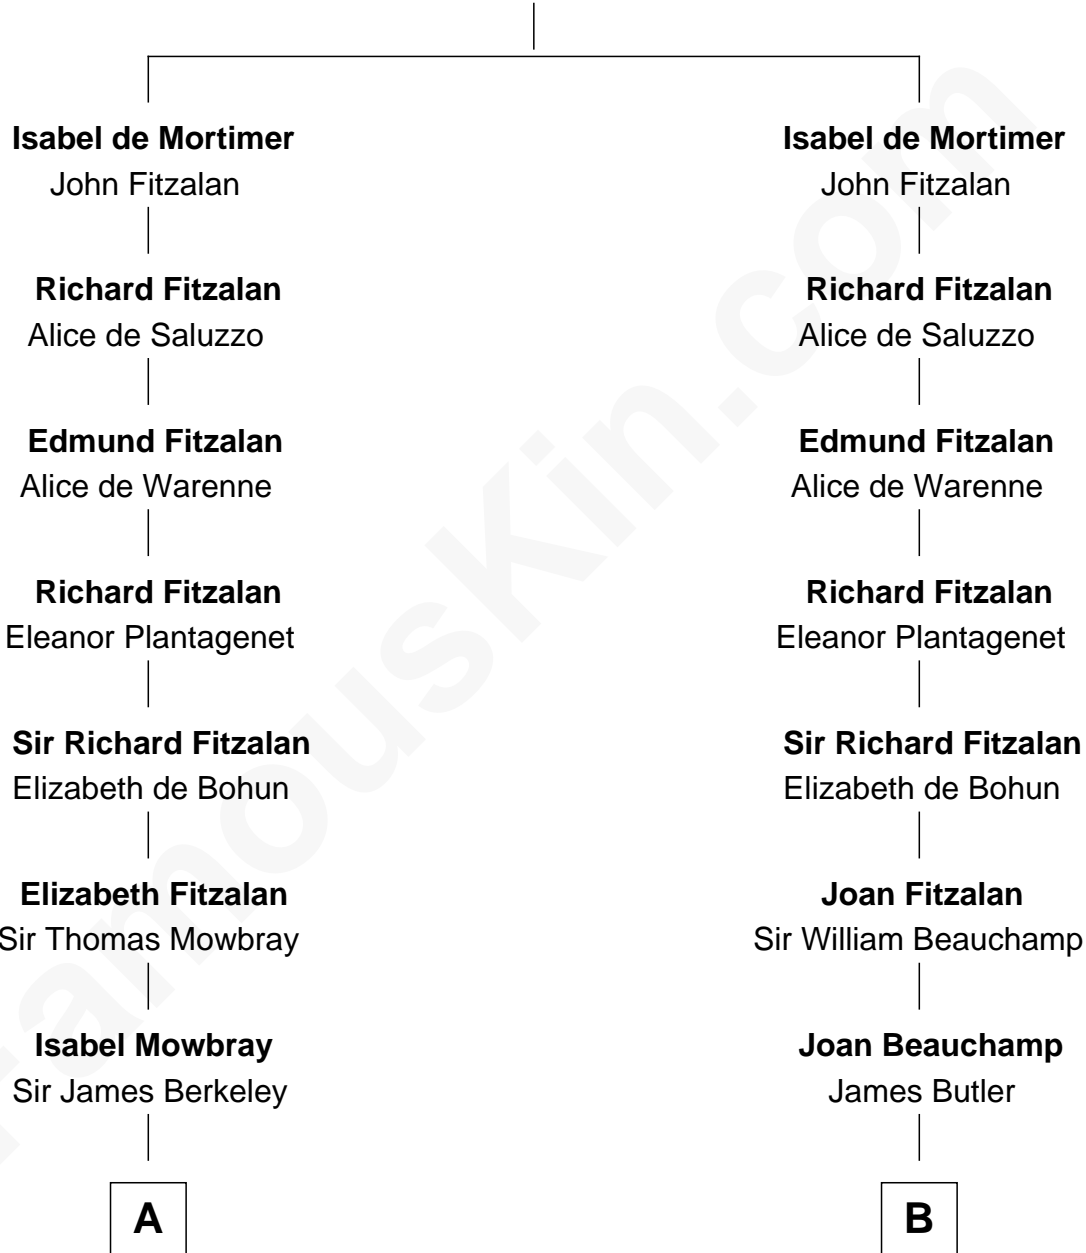 Isabel de Mortimer Isabel de Mortimer
John Fitzalan John Fitzalan
Richard Fitzalan Richard Fitzalan
Alice de Saluzzo Alice de Saluzzo
Edmund Fitzalan Edmund Fitzalan
Alice de Warenne Alice de Warenne
Richard Fitzalan Richard Fitzalan
Eleanor Plantagenet Eleanor Plantagenet
Sir Richard Fitzalan Sir Richard Fitzalan
Elizabeth de Bohun Elizabeth de Bohun
Elizabeth Fitzalan Joan Fitzalan
Sir Thomas Mowbray Sir William Beauchamp
Isabel Mowbray Joan Beauchamp
Sir James Berkeley James Butler
A B
FamousKin.com